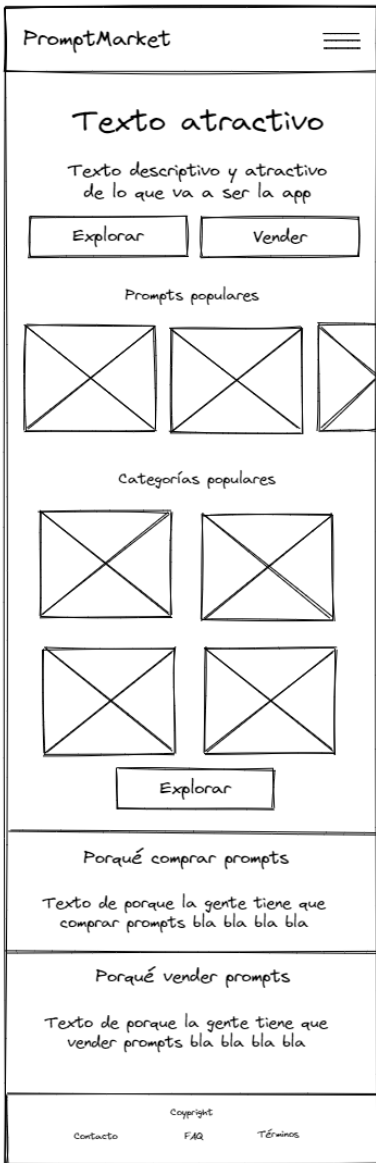 PromptMarket
Texto atractivo
Texto descriptivo y atractivo
de lo que va a ser la app
Explorar
Vender
Prompts populares
Categorías populares
Explorar
Porqué comprar prompts
Texto de porque la gente tiene que
comprar prompts bla bla bla bla
Porqué vender prompts
Texto de porque la gente tiene que
vender prompts bla bla bla bla
Coypright
Contacto
FAQ
Términos